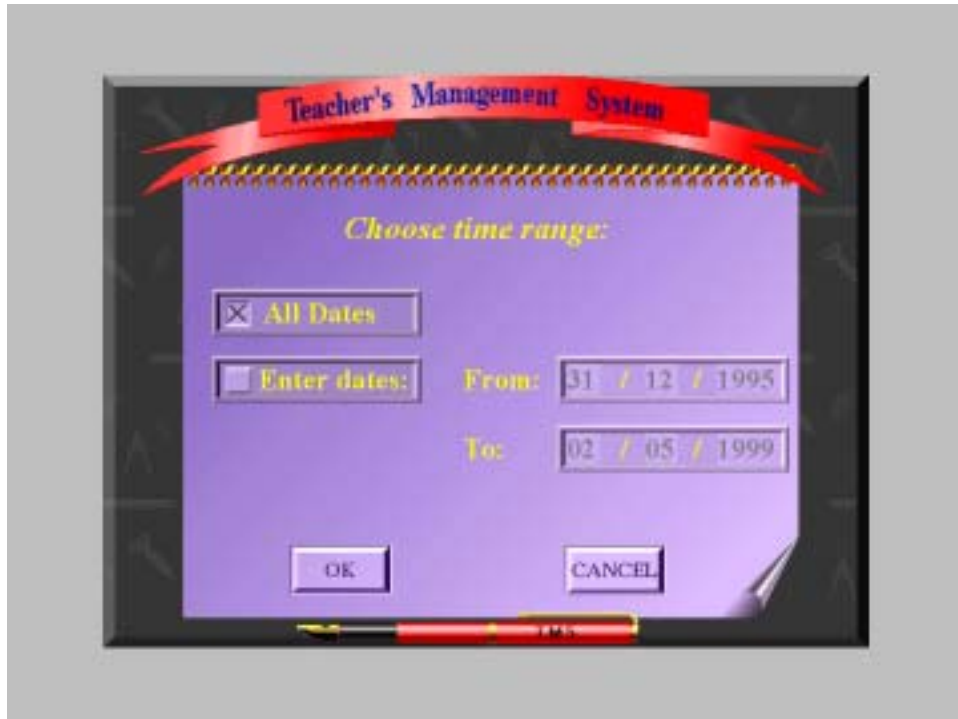 Teacher's Management System
Choose time range:
All Dates
Enter dates: From: 31 / 12 / 1995
To: 02 / 05 / 1999
OK CANCEL
TMS